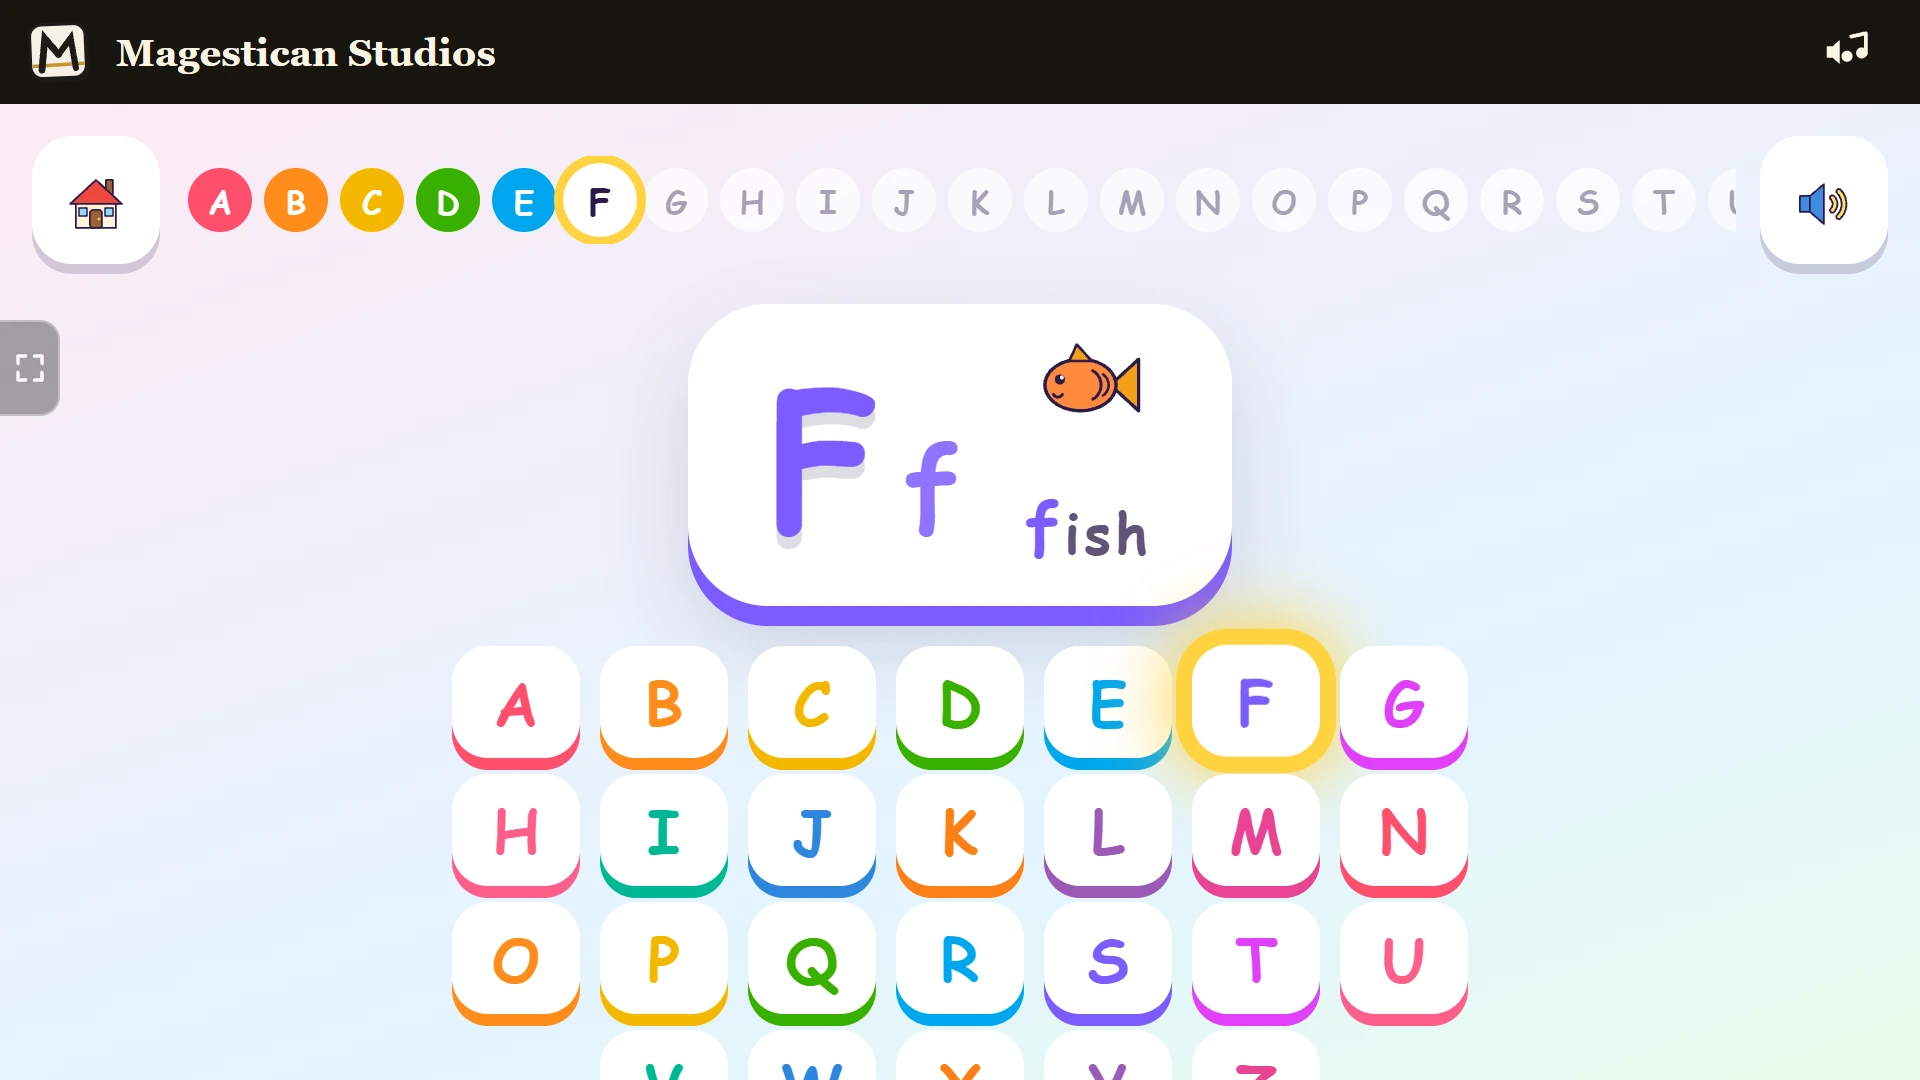 M Magestican Studios
A B C D E F G H I J K L M N O P Q R S T U
F f
fish
A B C D E F G
H I J K L M N
O P Q R S T U
V W X Y Z